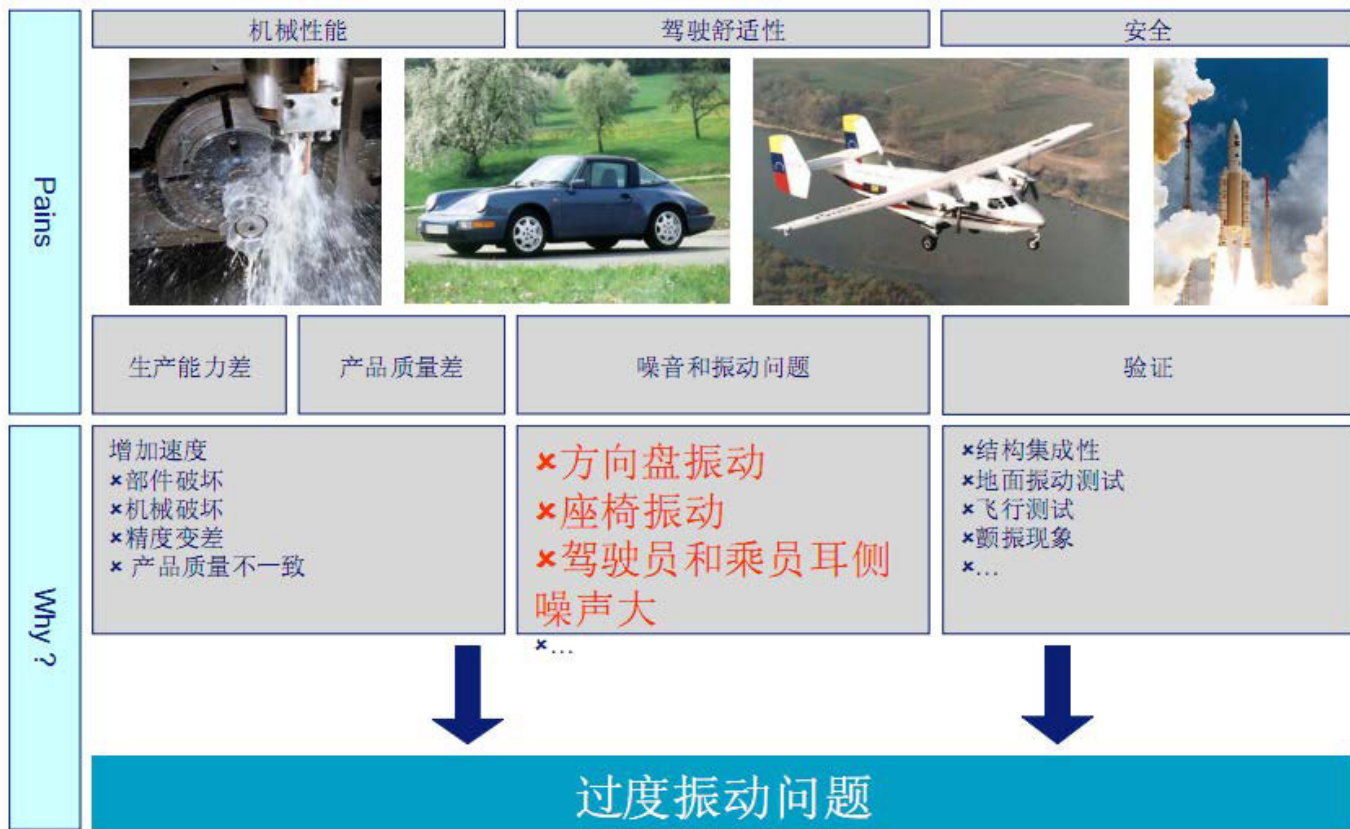 机械性能
驾驶舒适性
安全
Pains
生产能力差
产品质量差
噪音和振动问题
验证
Why ?
增加速度
×部件破坏
×机械破坏
×精度变差
× 产品质量不一致
×方向盘振动
×座椅振动
×驾驶员和乘员耳侧
噪声大
×...
×结构集成性
×地面振动测试
×飞行测试
×颤振现象
×...
过度振动问题